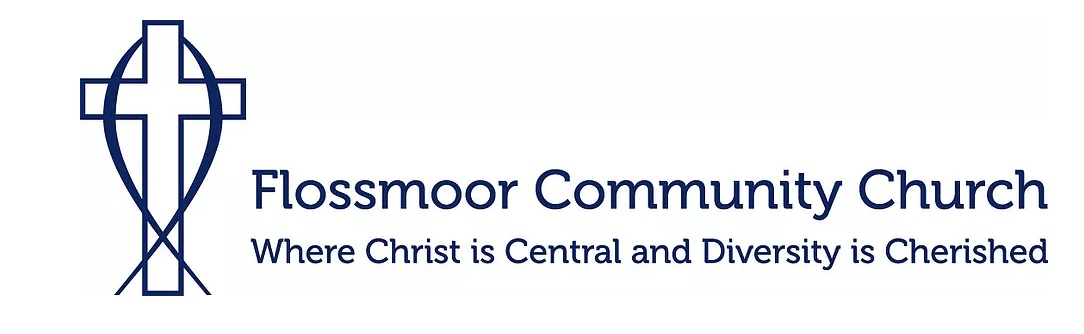 Flossmoor Community Church
Where Christ is Central and Diversity is Cherished